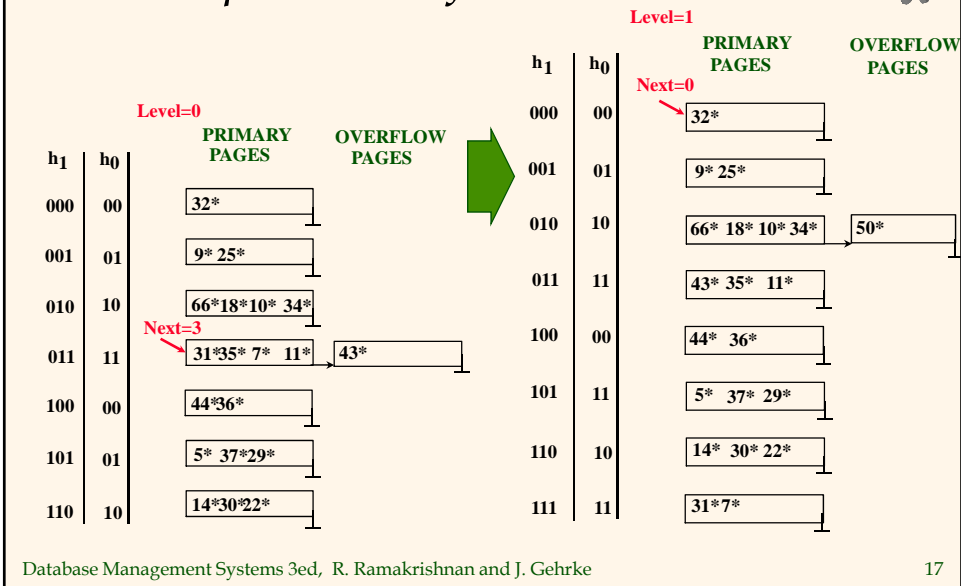 Level=0
PRIMARY PAGES
OVERFLOW PAGES
h1 h0
000 00 32*
001 01 9* 25*
010 10 66*18*10* 34*
Next=3
011 11 31*35* 7* 11* 43*
100 00 44*36*
101 01 5* 37*29*
110 10 14*30*22*
Level=1
PRIMARY PAGES
OVERFLOW PAGES
h1 h0
Next=0
000 00 32*
001 01 9* 25*
010 10 66* 18* 10* 34* 50*
011 11 43* 35* 11*
100 00 44* 36*
101 11 5* 37* 29*
110 10 14* 30* 22*
111 11 31*7*
Database Management Systems 3ed, R. Ramakrishnan and J. Gehrke 17